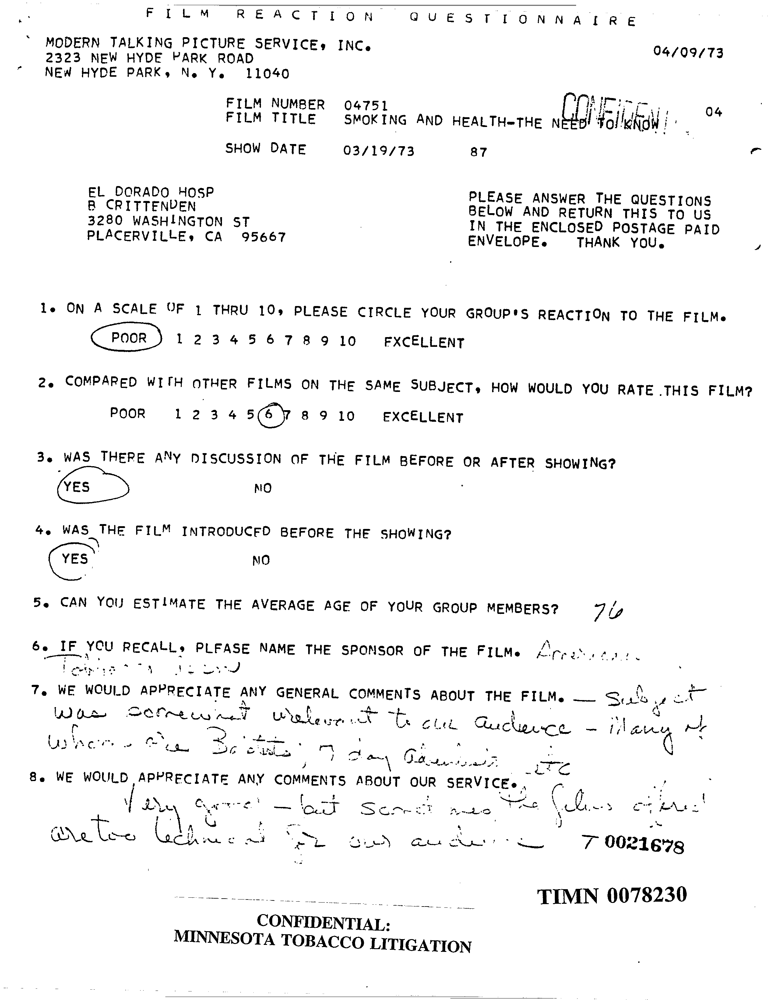 FILM REACTION QUESTIONNAIRE
MODERN TALKING PICTURE SERVICE, INC.
2323 NEW HYDE PARK ROAD
NEW HYDE PARK, N. Y. 11040
04/09/73
FILM NUMBER 04751
FILM TITLE SMOKING AND HEALTH-THE NEED TO KNOW 04
SHOW DATE 03/19/73 87
EL DORADO HOSP
B CRITTENDEN
3280 WASHINGTON ST
PLACERVILLE, CA 95667
PLEASE ANSWER THE QUESTIONS
BELOW AND RETURN THIS TO US
IN THE ENCLOSED POSTAGE PAID
ENVELOPE. THANK YOU.
1. ON A SCALE OF 1 THRU 10, PLEASE CIRCLE YOUR GROUP'S REACTION TO THE FILM.
POOR 1 2 3 4 5 6 7 8 9 10 FXCELLENT
2. COMPARED WITH OTHER FILMS ON THE SAME SUBJECT, HOW WOULD YOU RATE THIS FILM?
POOR 1 2 3 4 5 6 7 8 9 10 EXCELLENT
3. WAS THERE ANY DISCUSSION OF THE FILM BEFORE OR AFTER SHOWING?
YES NO
4. WAS THE FILM INTRODUCFD BEFORE THE SHOWING?
YES NO
5. CAN YOU ESTIMATE THE AVERAGE AGE OF YOUR GROUP MEMBERS? 76
6. IF YOU RECALL, PLFASE NAME THE SPONSOR OF THE FILM. American
7. WE WOULD APPRECIATE ANY GENERAL COMMENTS ABOUT THE FILM. — Subject
was somewhat irrelevant to our audience - Many of
whom are Baptists, 7 day Adventist etc
8. WE WOULD APPRECIATE ANY COMMENTS ABOUT OUR SERVICE.
Very good - but sometimes the films offered
are too technical for our audience T 0021678
TIMN 0078230
CONFIDENTIAL:
MINNESOTA TOBACCO LITIGATION